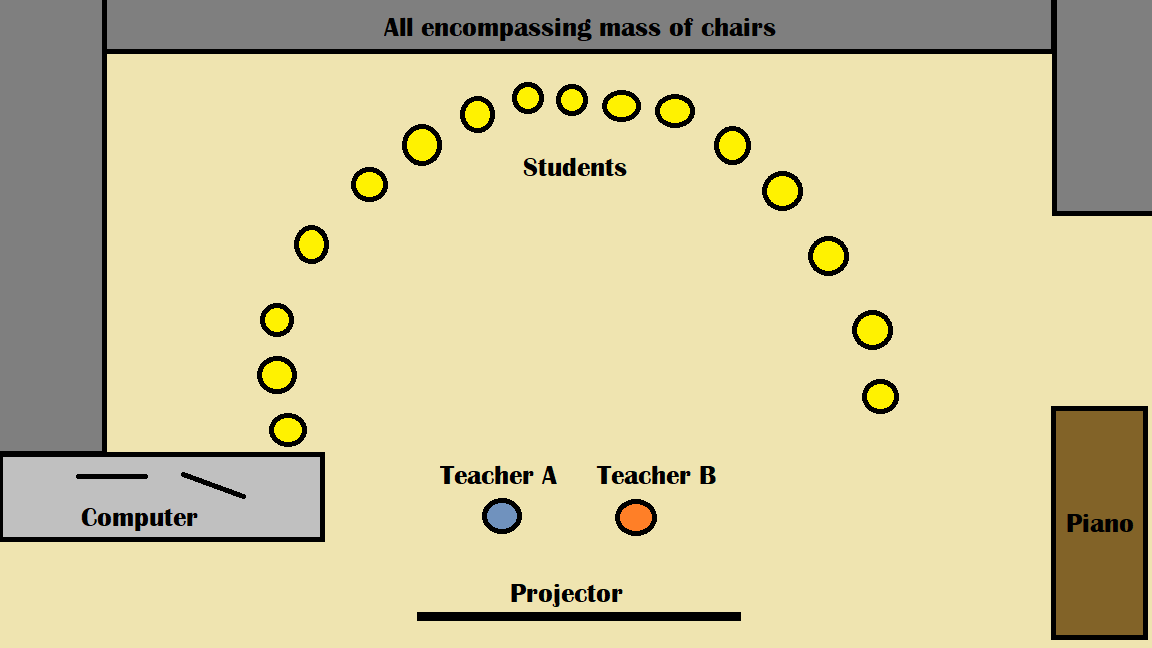 All encompassing mass of chairs
Students
Teacher A
Teacher B
Computer
Piano
Projector